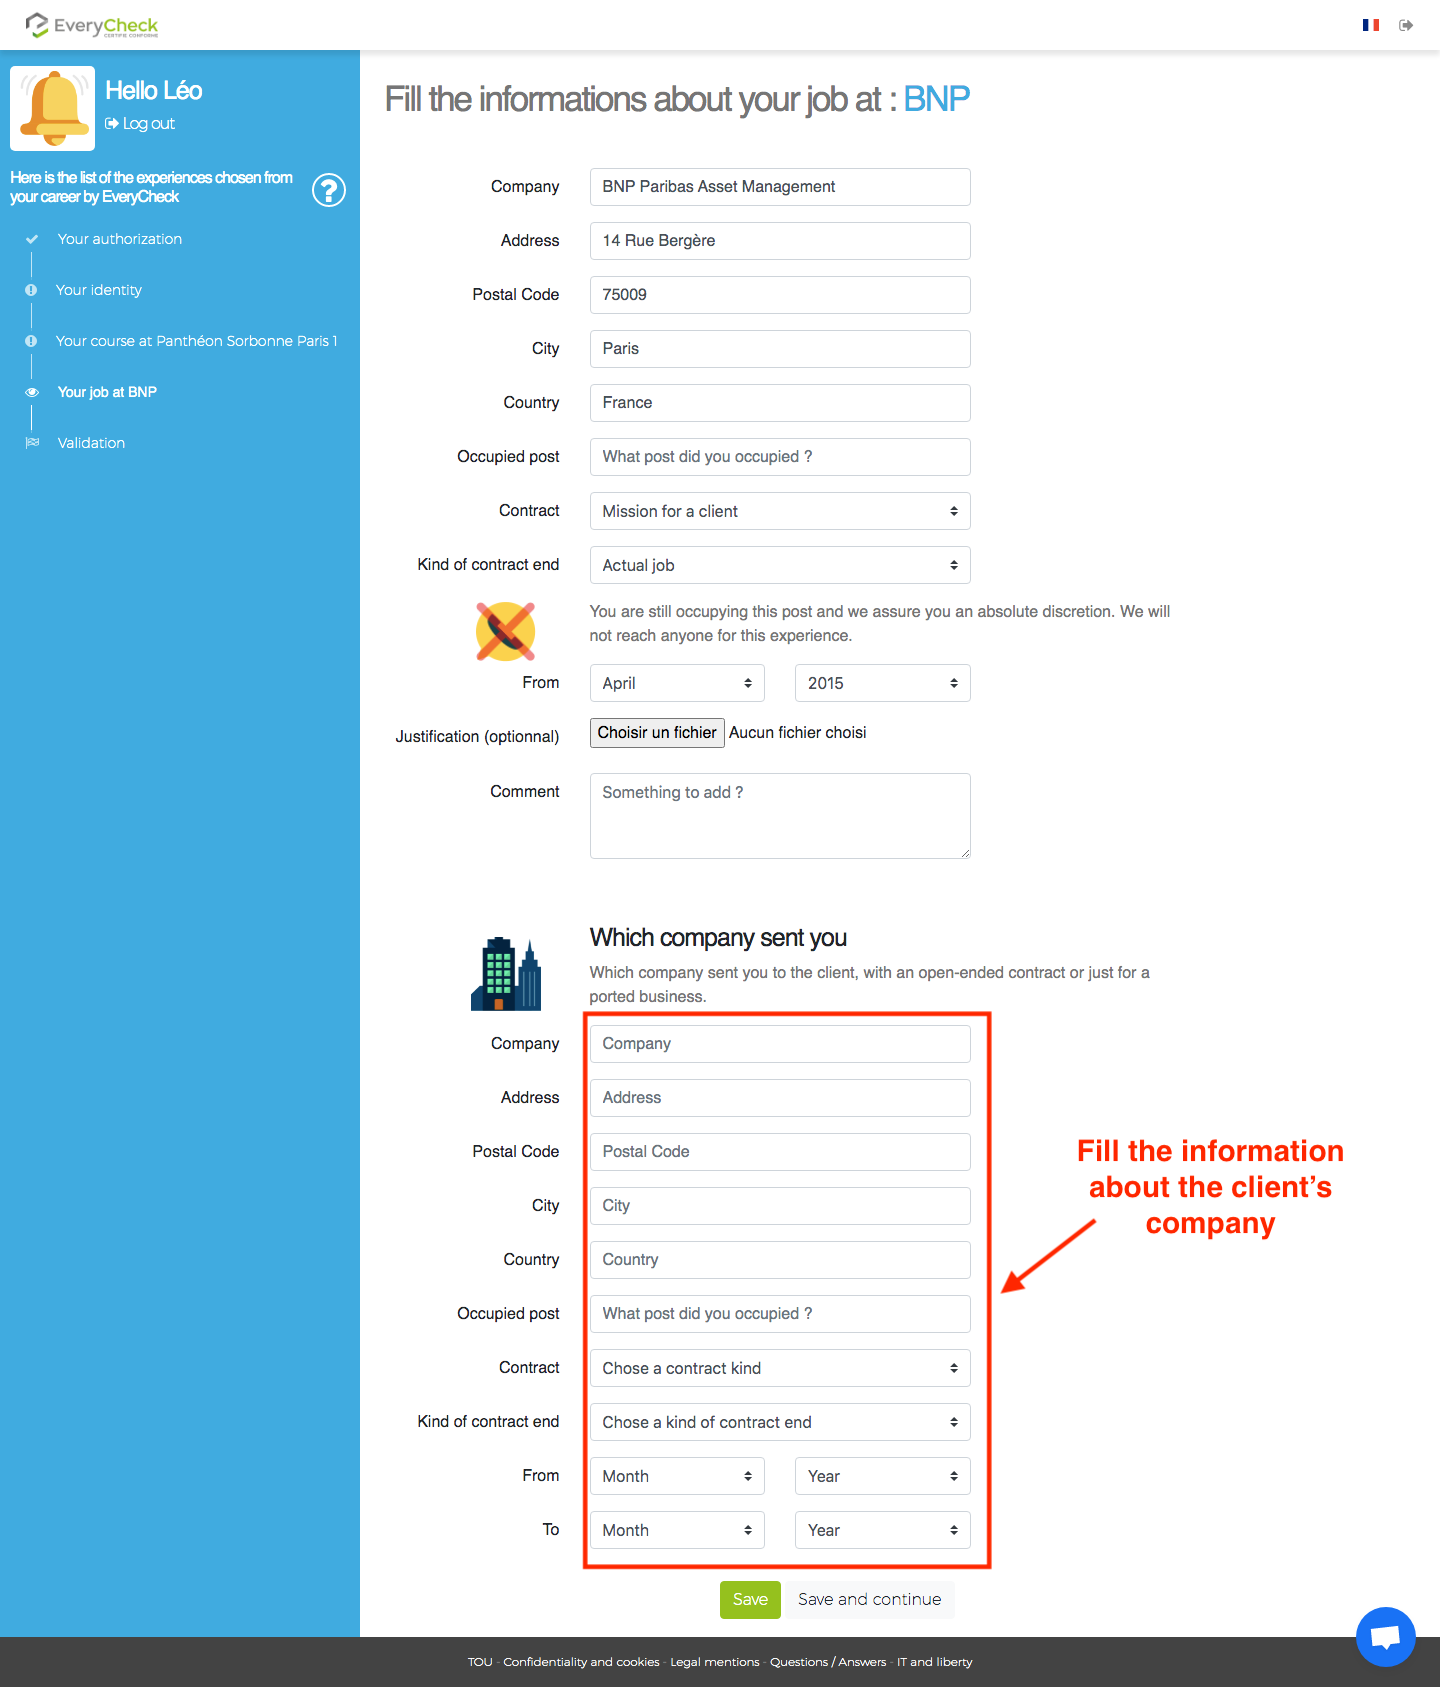 EveryCheck
CERTIFIÉ CONFORME
Hello Léo
Log out
Here is the list of the experiences chosen from
your career by EveryCheck
?
Your authorization
Your identity
Your course at Panthéon Sorbonne Paris 1
Your job at BNP
Validation
Fill the informations about your job at : BNP
Company BNP Paribas Asset Management
Address 14 Rue Bergère
Postal Code 75009
City Paris
Country France
Occupied post What post did you occupied ?
Contract Mission for a client
Kind of contract end Actual job
You are still occupying this post and we assure you an absolute discretion. We will
not reach anyone for this experience.
From April 2015
Justification (optionnal) Choisir un fichier Aucun fichier choisi
Comment Something to add ?
Which company sent you
Which company sent you to the client, with an open-ended contract or just for a
ported business.
Company Company
Address Address
Postal Code Postal Code
City City
Country Country
Occupied post What post did you occupied ?
Contract Chose a contract kind
Kind of contract end Chose a kind of contract end
From Month Year
To Month Year
Fill the information
about the client’s
company
Save Save and continue
TOU - Confidentiality and cookies - Legal mentions - Questions / Answers - IT and liberty